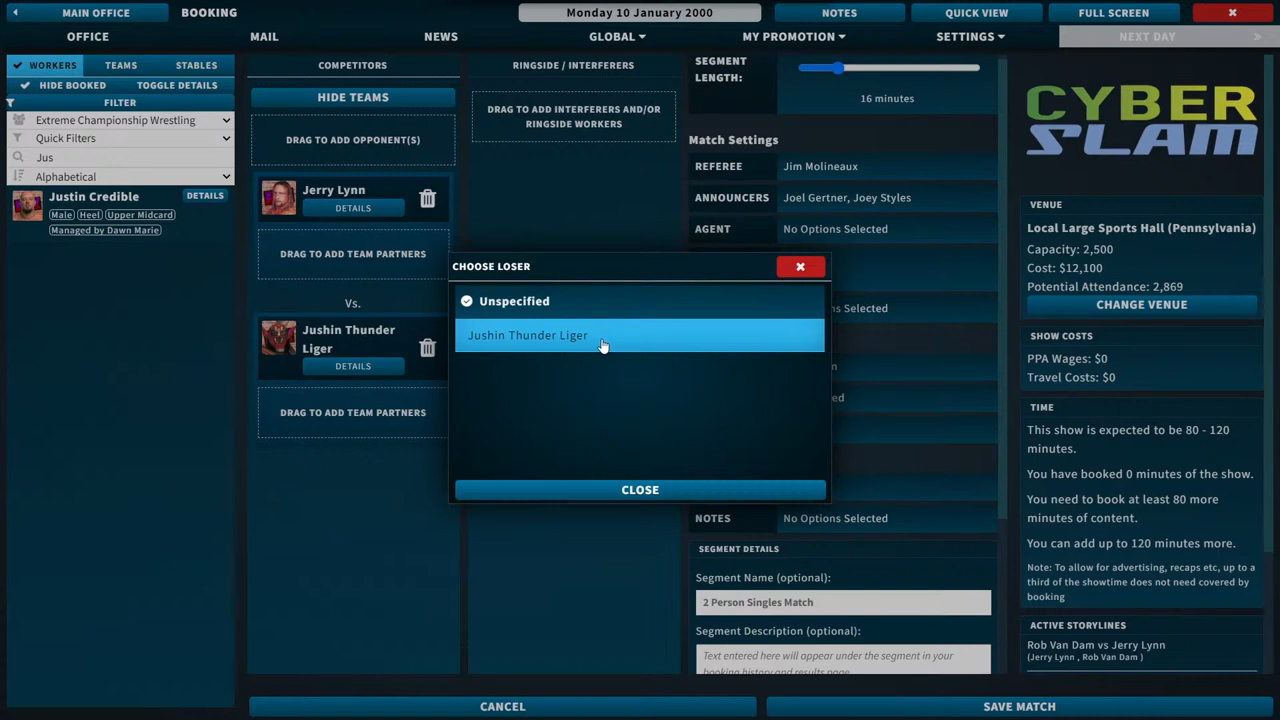 MAIN OFFICE
BOOKING
Monday 10 January 2000
NOTES
QUICK VIEW
FULL SCREEN
OFFICE
MAIL
NEWS
GLOBAL
MY PROMOTION
SETTINGS
NEXT DAY
WORKERS
TEAMS
STABLES
HIDE BOOKED
TOGGLE DETAILS
FILTER
Extreme Championship Wrestling
Quick Filters
Jus
Alphabetical
Justin Credible
DETAILS
Male Heel Upper Midcard
Managed by Dawn Marie
COMPETITORS
HIDE TEAMS
DRAG TO ADD OPPONENT(S)
Jerry Lynn
DETAILS
DRAG TO ADD TEAM PARTNERS
Vs.
Jushin Thunder
Liger
DETAILS
DRAG TO ADD TEAM PARTNERS
RINGSIDE / INTERFERERS
DRAG TO ADD INTERFERERS AND/OR
RINGSIDE WORKERS
CHOOSE LOSER
Unspecified
Jushin Thunder Liger
CLOSE
SEGMENT
LENGTH:
16 minutes
Match Settings
REFEREE
Jim Molineaux
ANNOUNCERS
Joel Gertner, Joey Styles
AGENT
No Options Selected
NOTES
No Options Selected
SEGMENT DETAILS
Segment Name (optional):
2 Person Singles Match
Segment Description (optional):
Text entered here will appear under the segment in your
booking history and results page
CYBER
SLAM
VENUE
Local Large Sports Hall (Pennsylvania)
Capacity: 2,500
Cost: $12,100
Potential Attendance: 2,869
CHANGE VENUE
SHOW COSTS
PPA Wages: $0
Travel Costs: $0
TIME
This show is expected to be 80 - 120
minutes.
You have booked 0 minutes of the show.
You need to book at least 80 more
minutes of content.
You can add up to 120 minutes more.
Note: To allow for advertising, recaps etc, up to a
third of the showtime does not need covered by
booking
ACTIVE STORYLINES
Rob Van Dam vs Jerry Lynn
(Jerry Lynn , Rob Van Dam )
CANCEL
SAVE MATCH